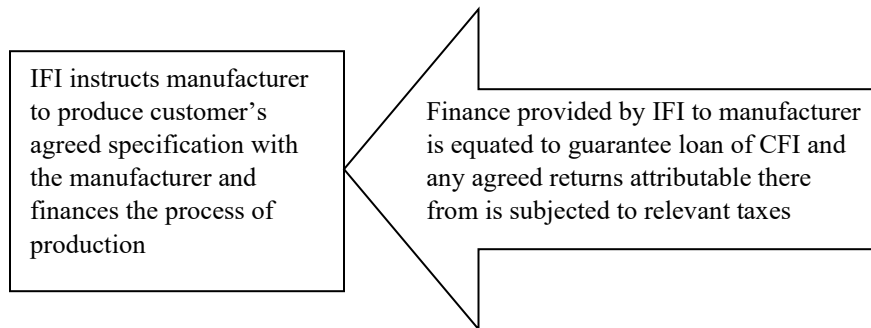 IFI instructs manufacturer
to produce customer’s
agreed specification with
the manufacturer and
finances the process of
production
Finance provided by IFI to manufacturer
is equated to guarantee loan of CFI and
any agreed returns attributable there
from is subjected to relevant taxes